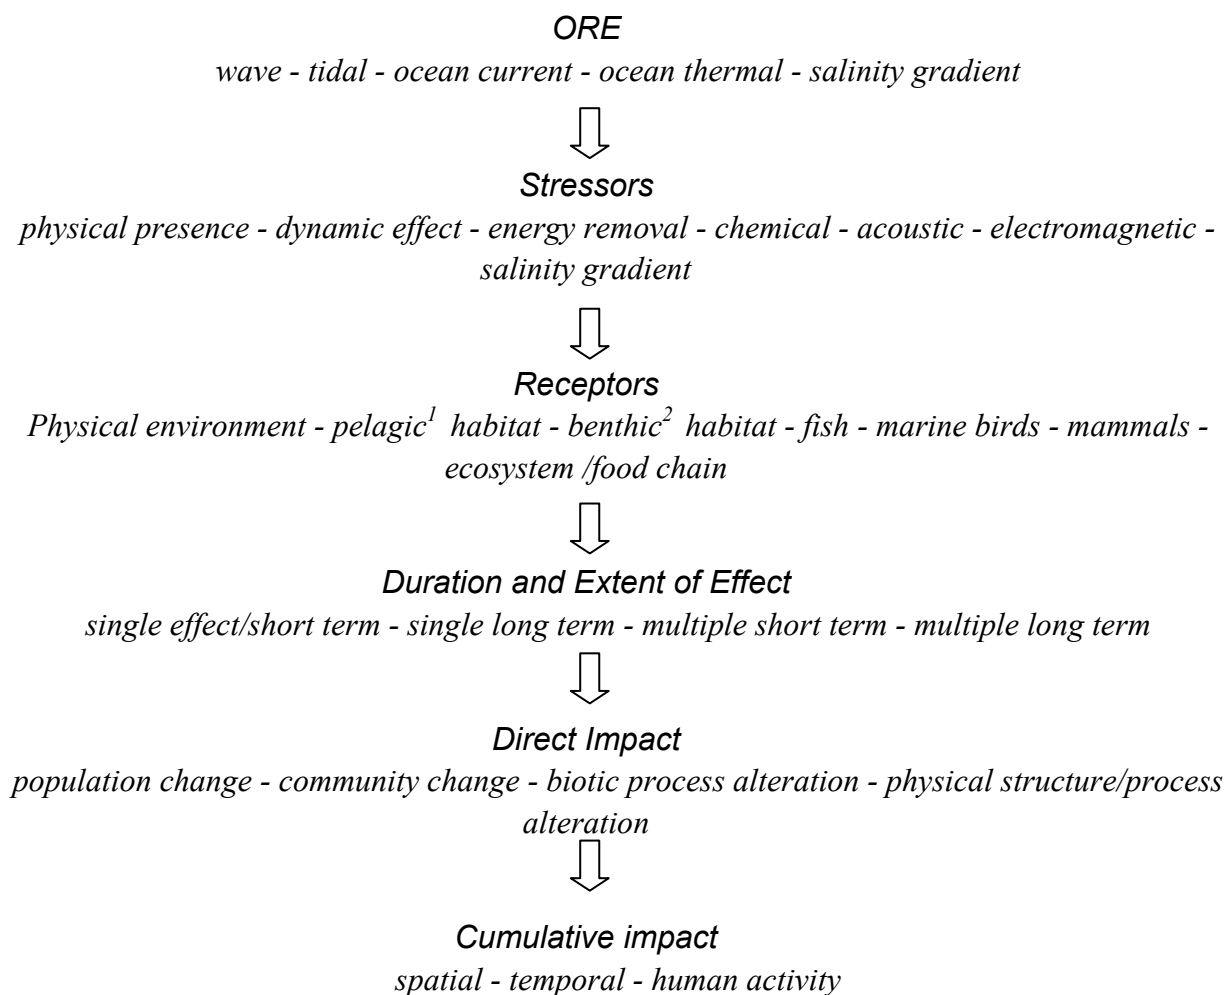 ORE
wave - tidal - ocean current - ocean thermal - salinity gradient
Stressors
physical presence - dynamic effect - energy removal - chemical - acoustic - electromagnetic -
salinity gradient
Receptors
Physical environment - pelagic¹ habitat - benthic² habitat - fish - marine birds - mammals -
ecosystem /food chain
Duration and Extent of Effect
single effect/short term - single long term - multiple short term - multiple long term
Direct Impact
population change - community change - biotic process alteration - physical structure/process
alteration
Cumulative impact
spatial - temporal - human activity